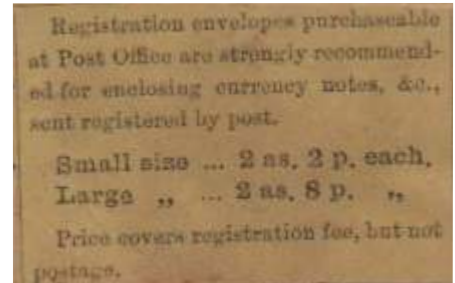 Registration envelopes purchaseable
at Post Office are strongly recommend-
ed for enclosing currency notes, &c.,
sent registered by post.
Small size ... 2 as. 2 p. each.
Large „ ... 2 as. 8 p. „
Price covers registration fee, but not
postage.